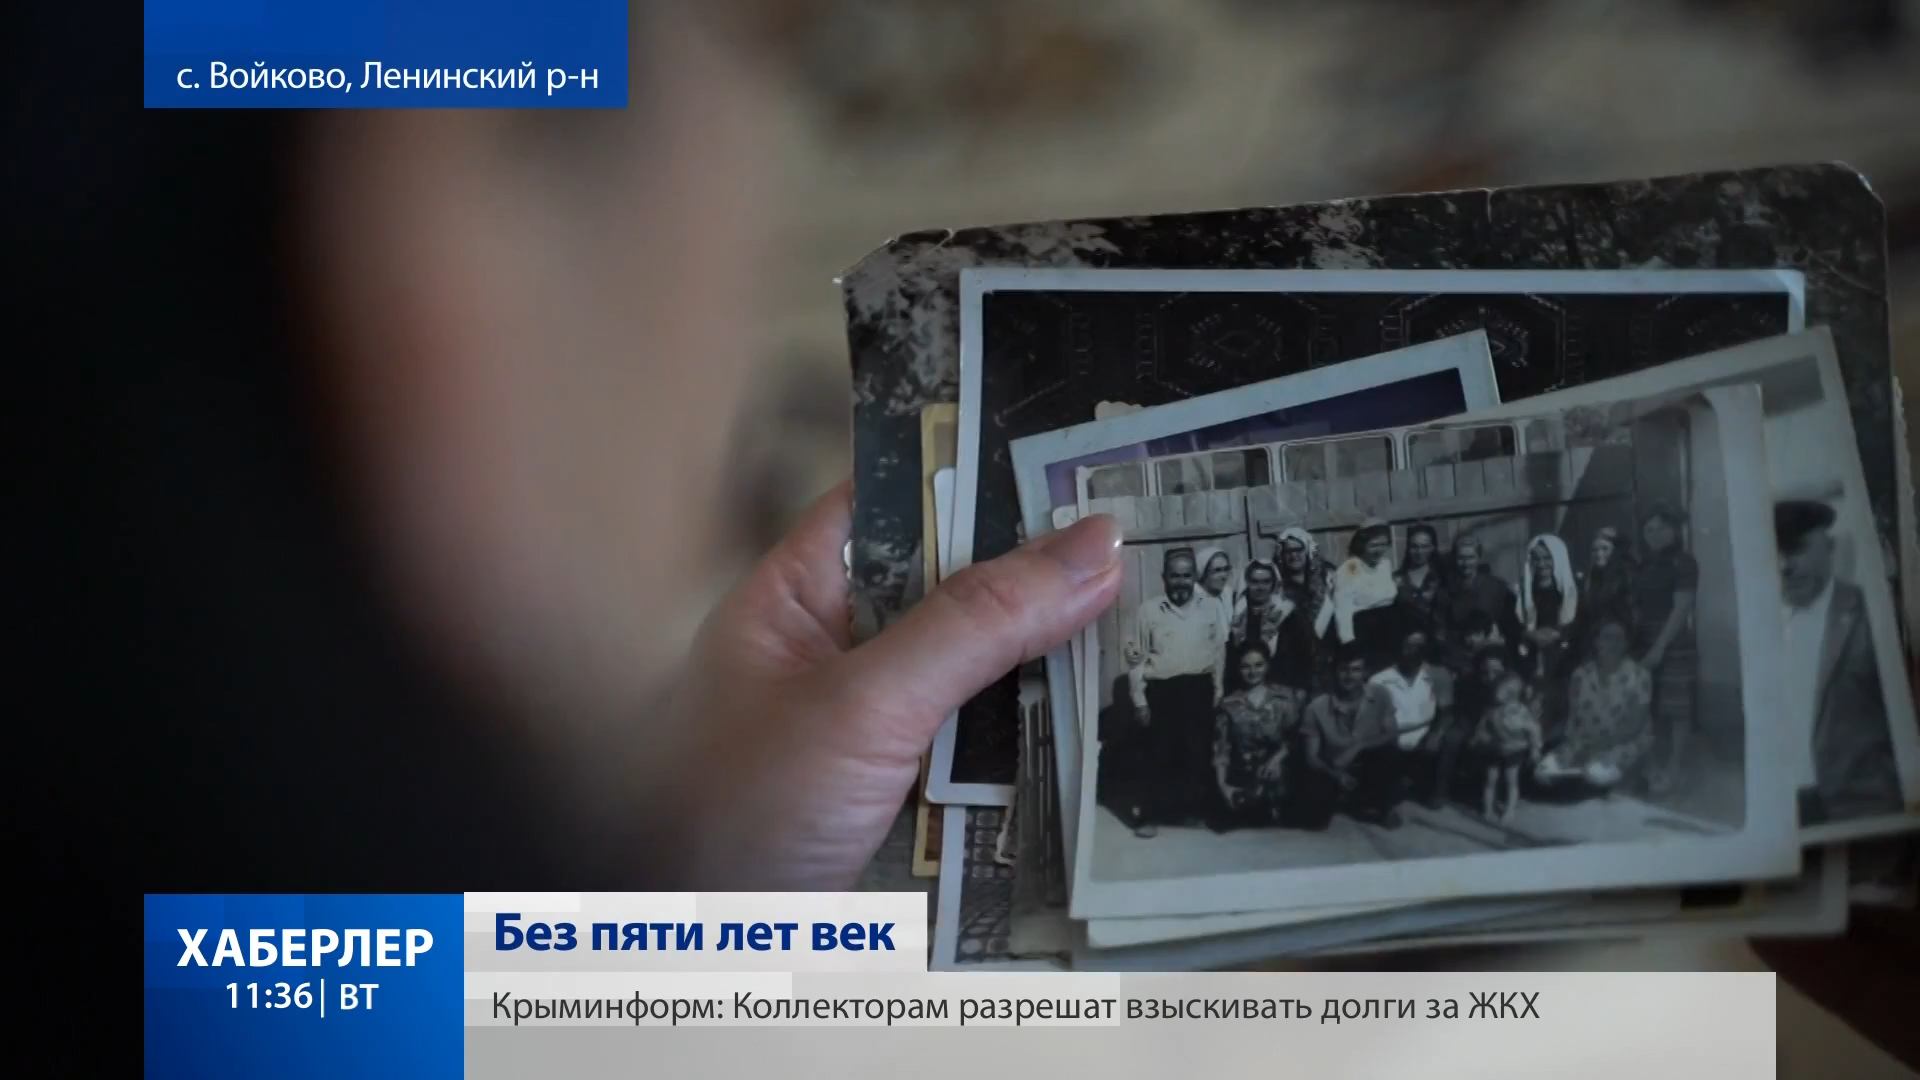 с. Войково, Ленинский р-н
Без пяти лет век
ХАБЕРЛЕР
11:36| ВТ
Крыминформ: Коллекторам разрешат взыскивать долги за ЖКХ